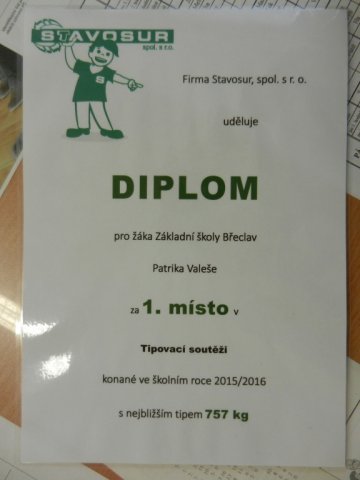 STAVOSUR
spol. s r.o.
S
Firma Stavosur, spol. s r. o.
uděluje
DIPLOM
pro žáka Základní školy Břeclav
Patrika Valeše
za 1. místo v
Tipovací soutěži
konané ve školním roce 2015/2016
s nejbližším tipem 757 kg